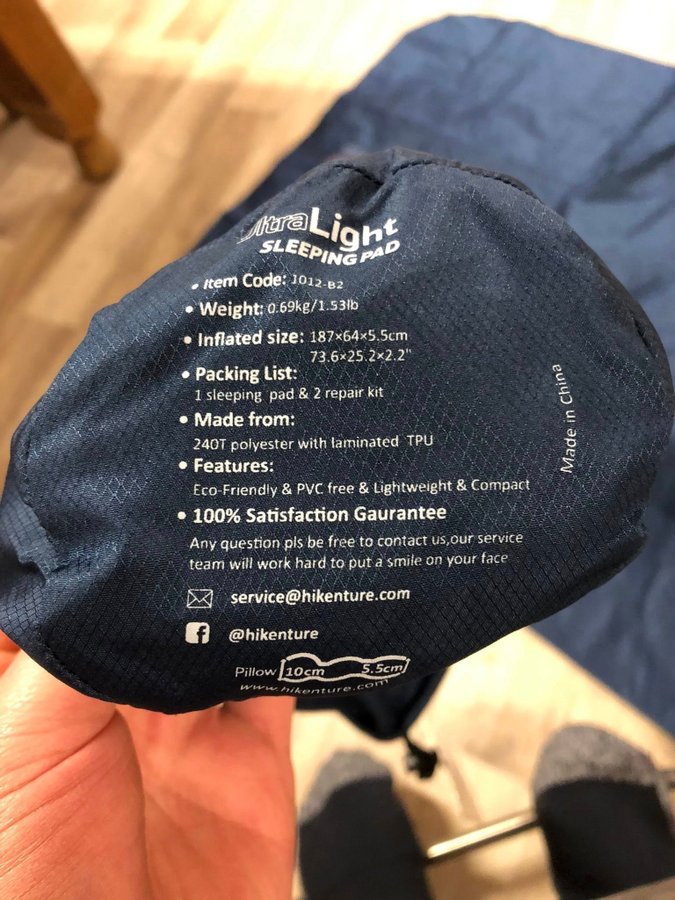 UltraLight
SLEEPING PAD
• Item Code: J012-B2
• Weight: 0.69kg/1.53lb
• Inflated size: 187×64×5.5cm
73.6×25.2×2.2"
• Packing List:
1 sleeping pad & 2 repair kit
• Made from:
240T polyester with laminated TPU
• Features:
Eco-Friendly & PVC free & Lightweight & Compact
• 100% Satisfaction Gaurantee
Any question pls be free to contact us,our service
team will work hard to put a smile on your face
service@hikenture.com
@hikenture
Pillow 10cm 5.5cm
www.hikenture.com
Made in China